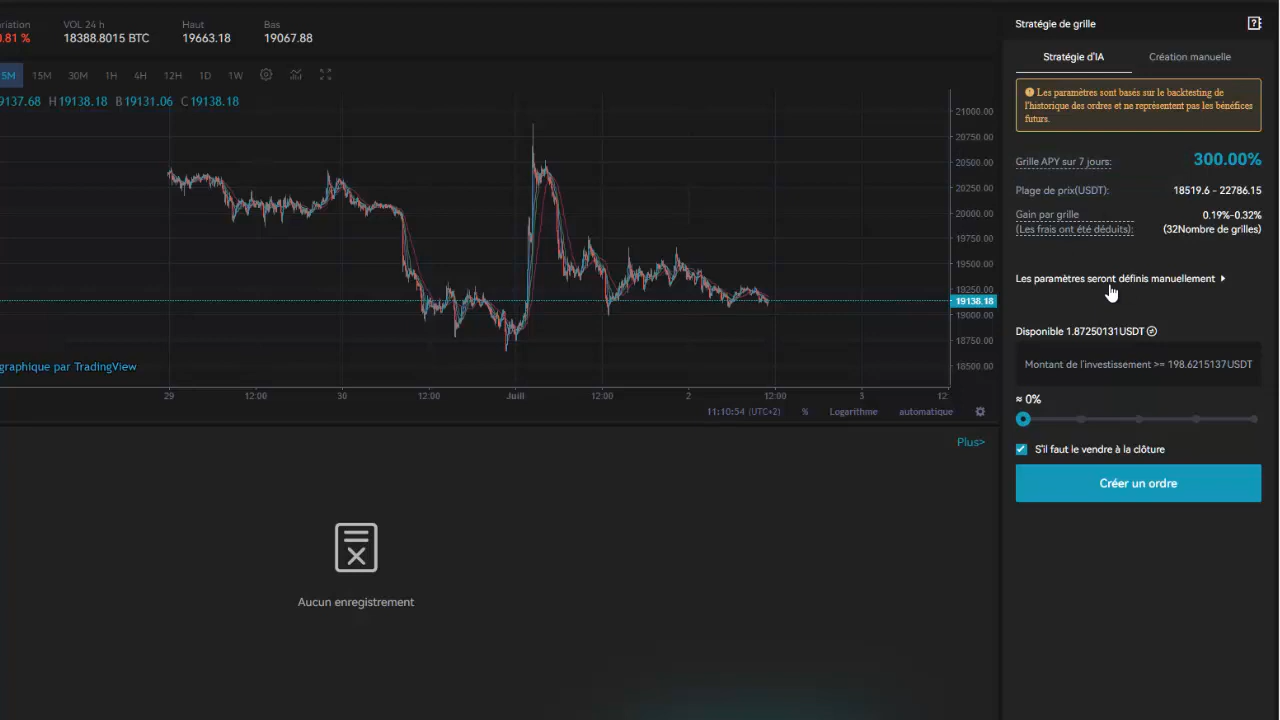 riation
0.81 %
VOL 24 h
18388.8015 BTC
Haut
19663.18
Bas
19067.88
5M 15M 30M 1H 4H 12H 1D 1W
19137.68 H19138.18 B19131.06 C19138.18
21000.00
20750.00
20500.00
20250.00
20000.00
19750.00
19500.00
19250.00
19138.18
19000.00
18750.00
18500.00
graphique par TradingView
29 12:00 30 12:00 Juill 12:00 2 12:00 3 12:
11:10:54 (UTC+2) % Logarithme automatique
Plus>
Aucun enregistrement
Stratégie de grille
Stratégie d'IA Création manuelle
Les paramètres sont basés sur le backtesting de
l'historique des ordres et ne représentent pas les bénéfices
futurs.
Grille APY sur 7 jours: 300.00%
Plage de prix(USDT): 18519.6 - 22786.15
Gain par grille 0.19%-0.32%
(Les frais ont été déduits): (32Nombre de grilles)
Les paramètres seront définis manuellement
Disponible 1.87250131USDT
Montant de l'investissement >= 198.6215137USDT
≈ 0%
S'il faut le vendre à la clôture
Créer un ordre